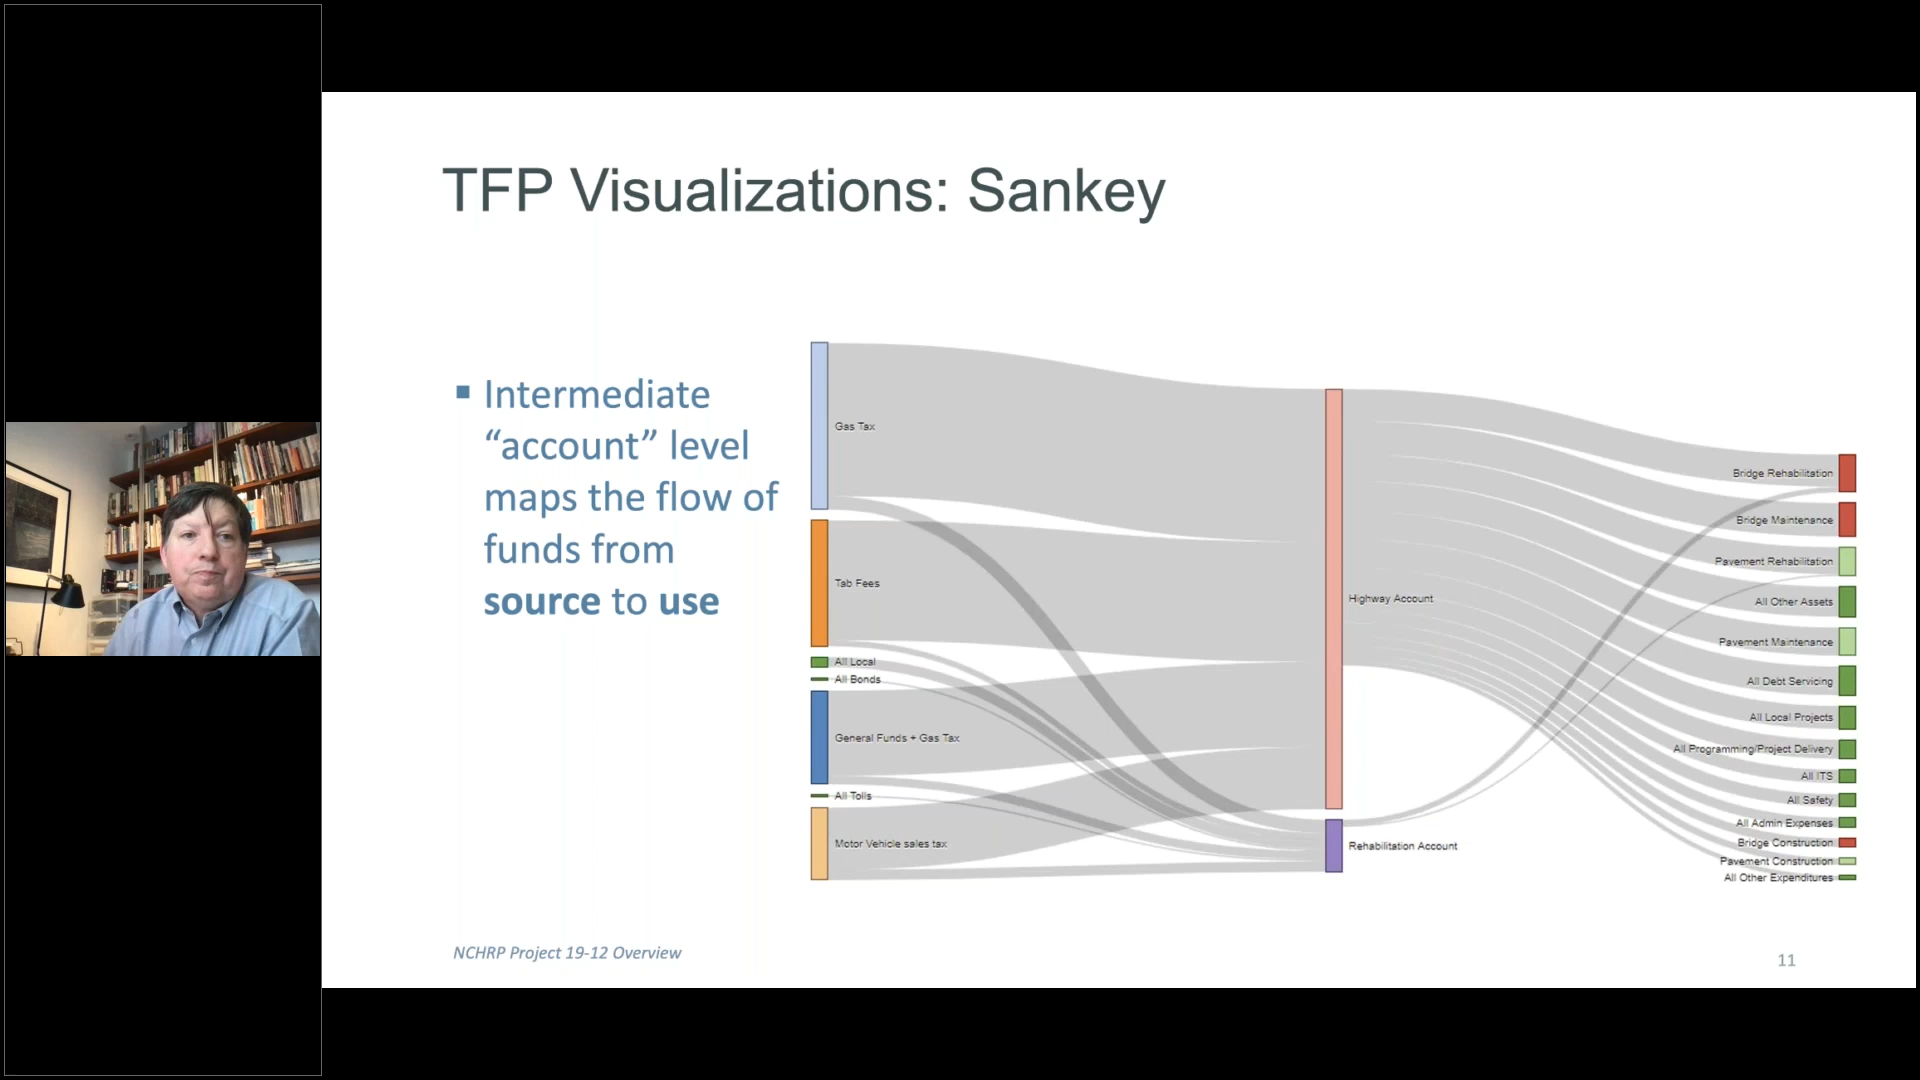 TFP Visualizations: Sankey
Intermediate
“account” level
maps the flow of
funds from
source to use
Gas Tax
Tab Fees
All Local
All Bonds
General Funds + Gas Tax
All Tolls
Motor Vehicle sales tax
Highway Account
Rehabilitation Account
Bridge Rehabilitation
Bridge Maintenance
Pavement Rehabilitation
All Other Assets
Pavement Maintenance
All Debt Servicing
All Local Projects
All Programming/Project Delivery
All ITS
All Safety
All Admin Expenses
Bridge Construction
Pavement Construction
All Other Expenditures
NCHRP Project 19-12 Overview
11